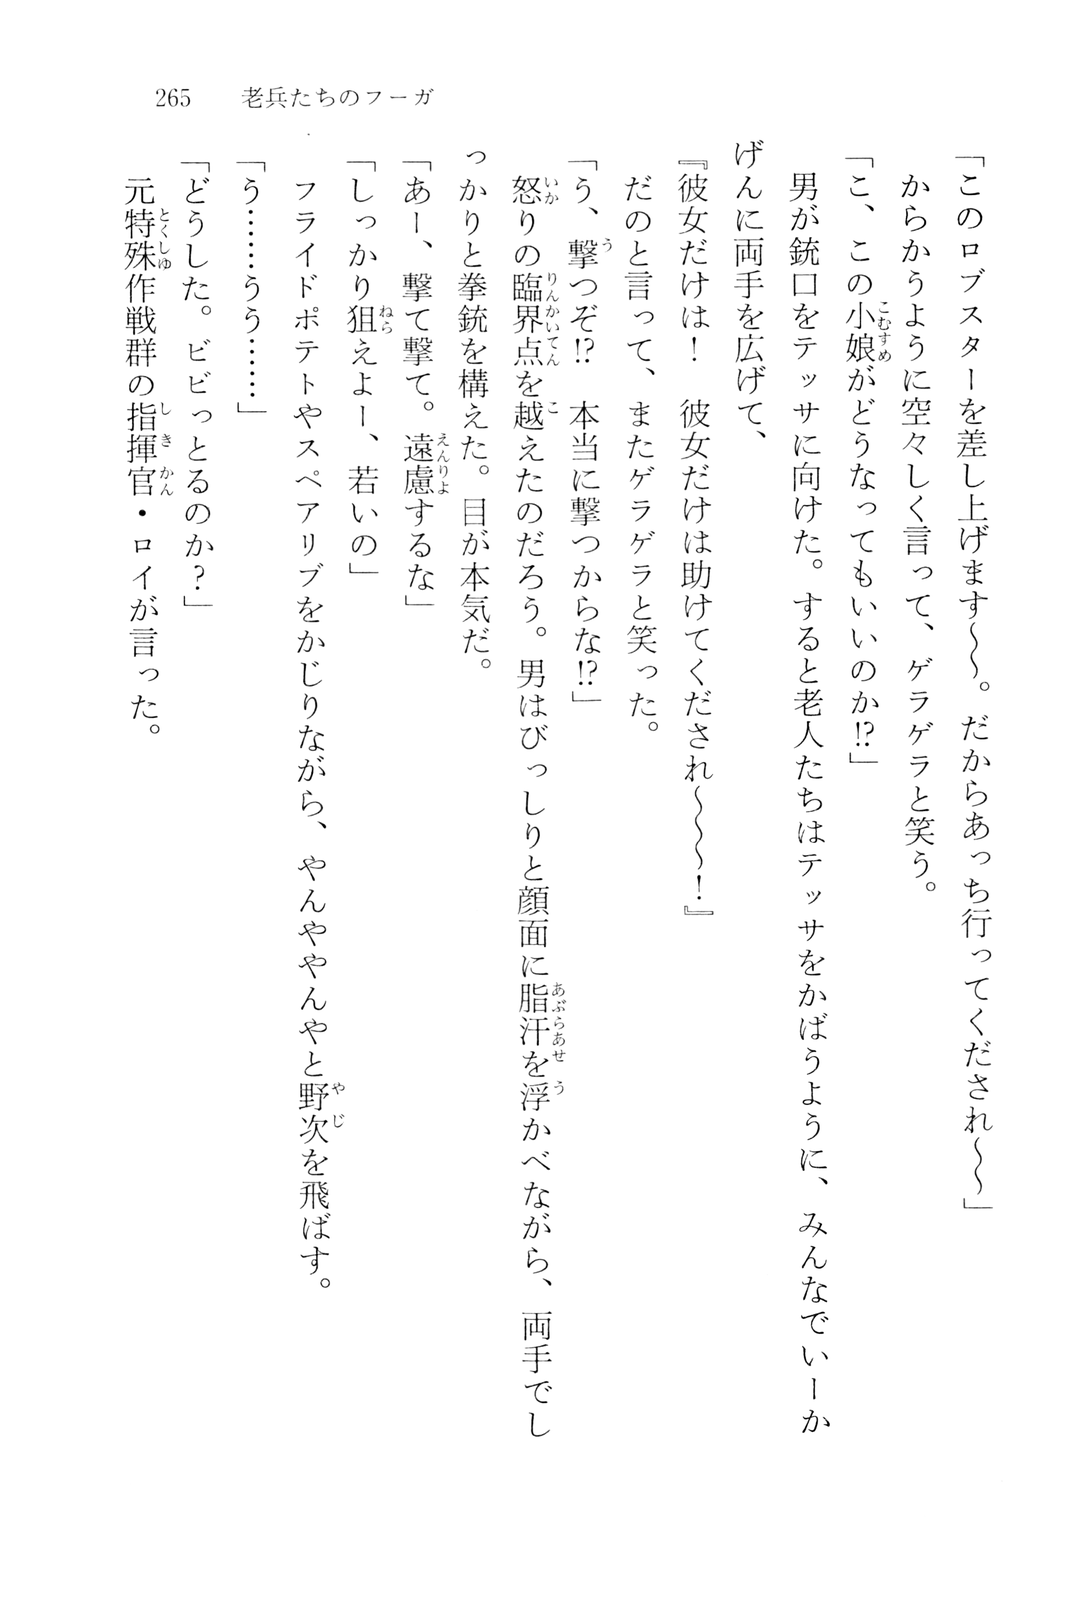 265　老兵たちのフーガ
「このロブスターを差し上げます〜〜。だからあっち行ってくだされ〜〜」
　からかうように空々しく言って、ゲラゲラと笑う。
「こ、この小娘がどうなってもいいのか!?」
　男が銃口をテッサに向けた。すると老人たちはテッサをかばうように、みんなでいーか
げんに両手を広げて、
『彼女だけは！　彼女だけは助けてくだされ〜〜〜！』
　だのと言って、またゲラゲラと笑った。
「う、撃つぞ!?　本当に撃つからな!?」
　怒りの臨界点を越えたのだろう。男はびっしりと顔面に脂汗を浮かべながら、両手でし
っかりと拳銃を構えた。目が本気だ。
「あー、撃て撃て。遠慮するな」
「しっかり狙えよー、若いの」
　フライドポテトやスペアリブをかじりながら、やんややんやと野次を飛ばす。
「う……うう……」
「どうした。ビビっとるのか？」
　元特殊作戦群の指揮官・ロイが言った。